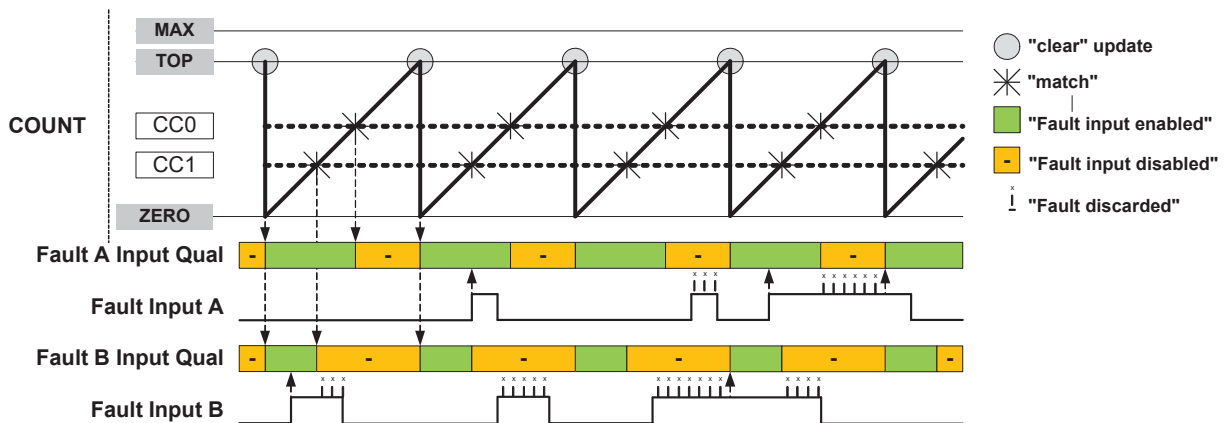 MAX
"clear" update
TOP
"match"
COUNT
CC0
"Fault input enabled"
CC1
- "Fault input disabled"
x
"Fault discarded"
ZERO
Fault A Input Qual - - - - -
x x x x x x x x x
Fault Input A
Fault B Input Qual - - - - - -
x x x x x x x x x x x x x x x x x x x
Fault Input B